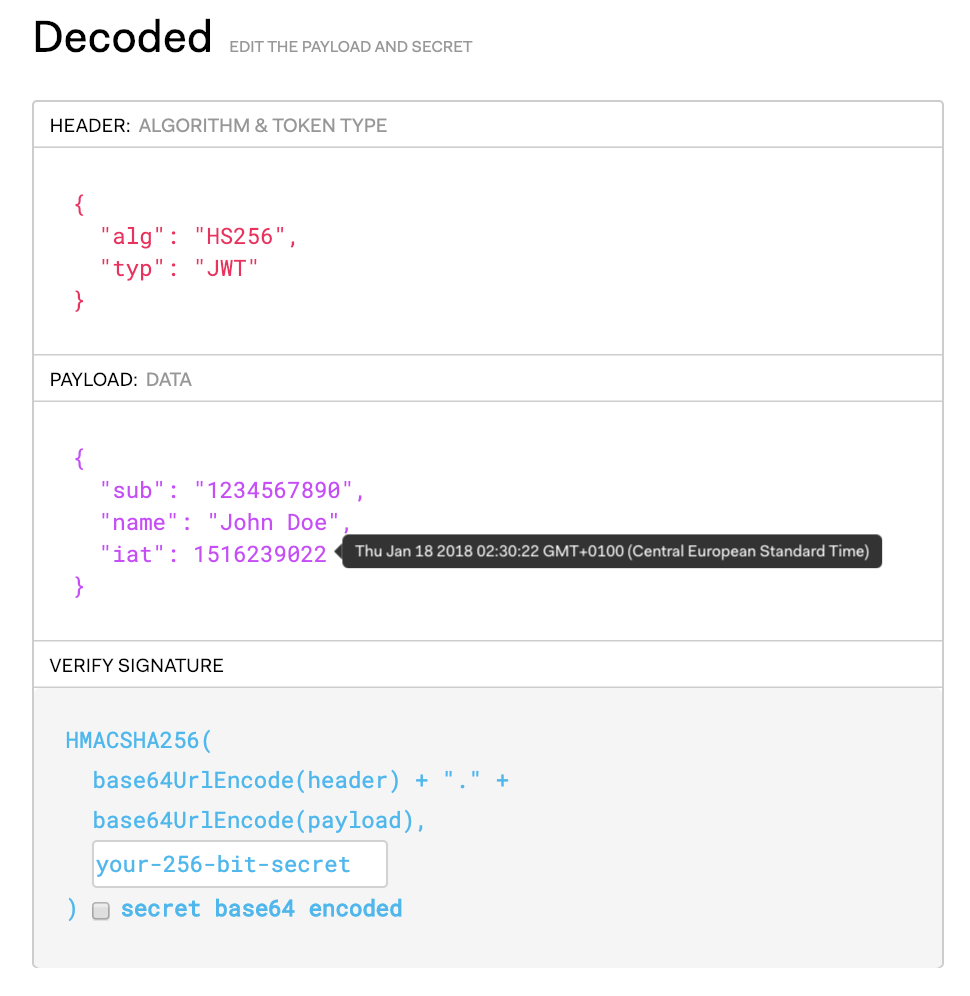 Decoded EDIT THE PAYLOAD AND SECRET
HEADER: ALGORITHM & TOKEN TYPE
{
"alg": "HS256",
"typ": "JWT"
}
PAYLOAD: DATA
{
"sub": "1234567890",
"name": "John Doe",
"iat": 1516239022 Thu Jan 18 2018 02:30:22 GMT+0100 (Central European Standard Time)
}
VERIFY SIGNATURE
HMACSHA256(
base64UrlEncode(header) + "." +
base64UrlEncode(payload),
your-256-bit-secret
) secret base64 encoded